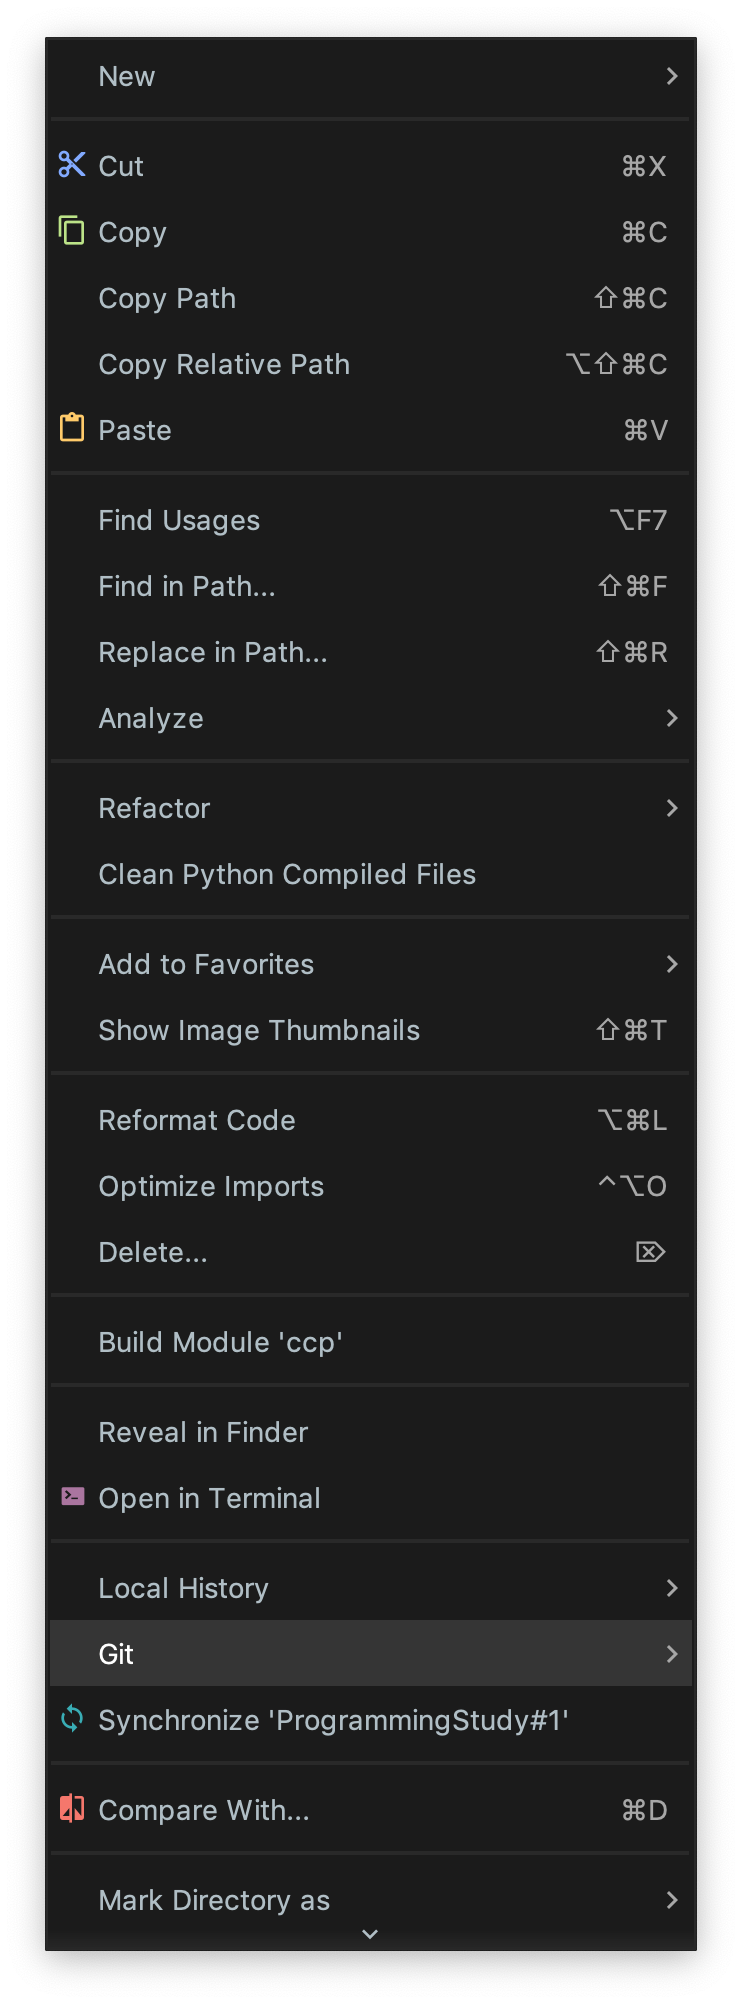 New
Cut ⌘X
Copy ⌘C
Copy Path ⇧⌘C
Copy Relative Path ⌥⇧⌘C
Paste ⌘V
Find Usages ⌥F7
Find in Path... ⇧⌘F
Replace in Path... ⇧⌘R
Analyze
Refactor
Clean Python Compiled Files
Add to Favorites
Show Image Thumbnails ⇧⌘T
Reformat Code ⌥⌘L
Optimize Imports ^⌥O
Delete... ⌦
Build Module 'ccp'
Reveal in Finder
Open in Terminal
Local History
Git
Synchronize 'ProgrammingStudy#1'
Compare With... ⌘D
Mark Directory as